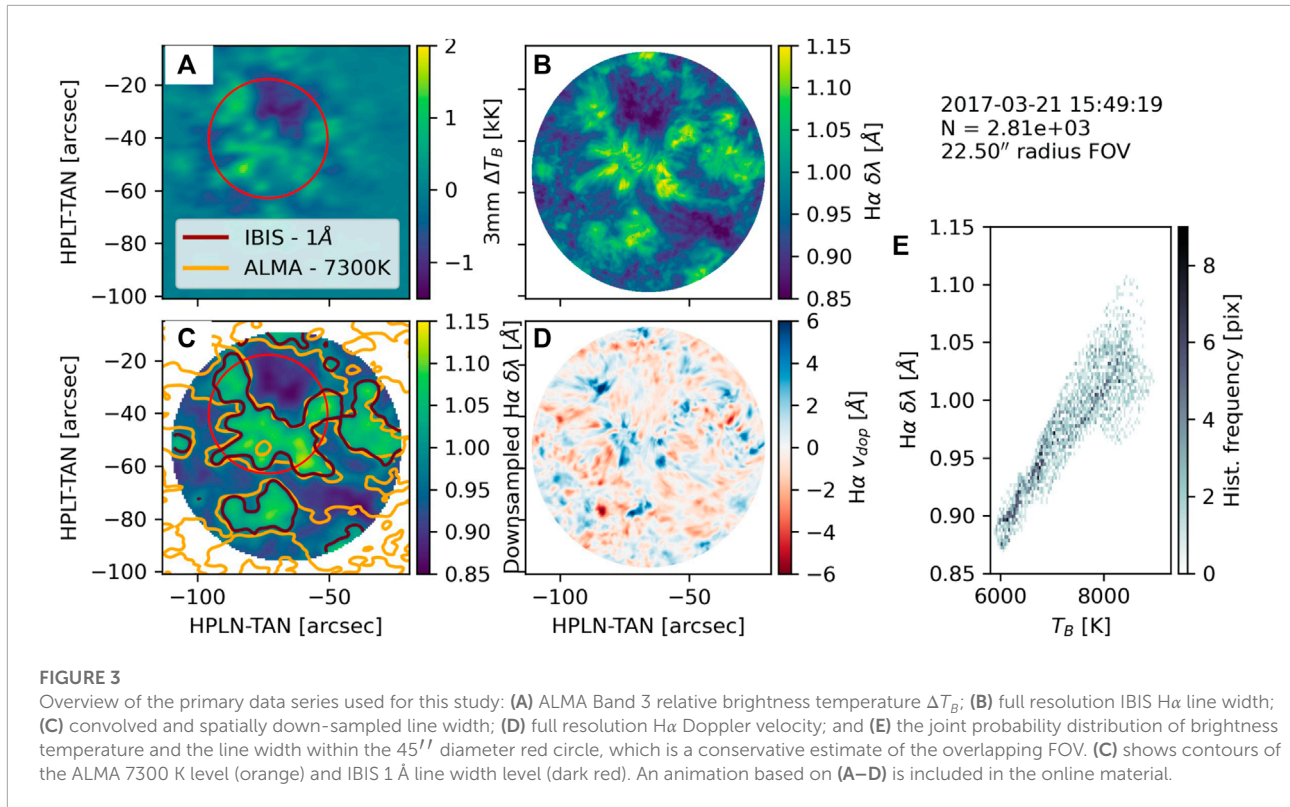 A
HPLT-TAN [arcsec]
−20
−40
−60
−80
−100
IBIS - 1Å
ALMA - 7300K
2
1
0
−1
3mm ΔT_B [kK]
B
1.15
1.10
1.05
1.00
0.95
0.90
0.85
Hα δλ [Å]
2017-03-21 15:49:19
N = 2.81e+03
22.50″ radius FOV
C
HPLT-TAN [arcsec]
−20
−40
−60
−80
−100
−100
−50
HPLN-TAN [arcsec]
1.15
1.10
1.05
1.00
0.95
0.90
0.85
Downsampled Hα δλ [Å]
D
−100
−50
HPLN-TAN [arcsec]
6
4
2
0
−2
−4
−6
Hα v_dop [Å]
E
Hα δλ [Å]
1.15
1.10
1.05
1.00
0.95
0.90
0.85
6000
8000
T_B [K]
8
6
4
2
0
Hist. frequency [pix]
FIGURE 3
Overview of the primary data series used for this study: (A) ALMA Band 3 relative brightness temperature ΔT_B; (B) full resolution IBIS Hα line width;
(C) convolved and spatially down-sampled line width; (D) full resolution Hα Doppler velocity; and (E) the joint probability distribution of brightness
temperature and the line width within the 45′′ diameter red circle, which is a conservative estimate of the overlapping FOV. (C) shows contours of
the ALMA 7300 K level (orange) and IBIS 1 Å line width level (dark red). An animation based on (A–D) is included in the online material.